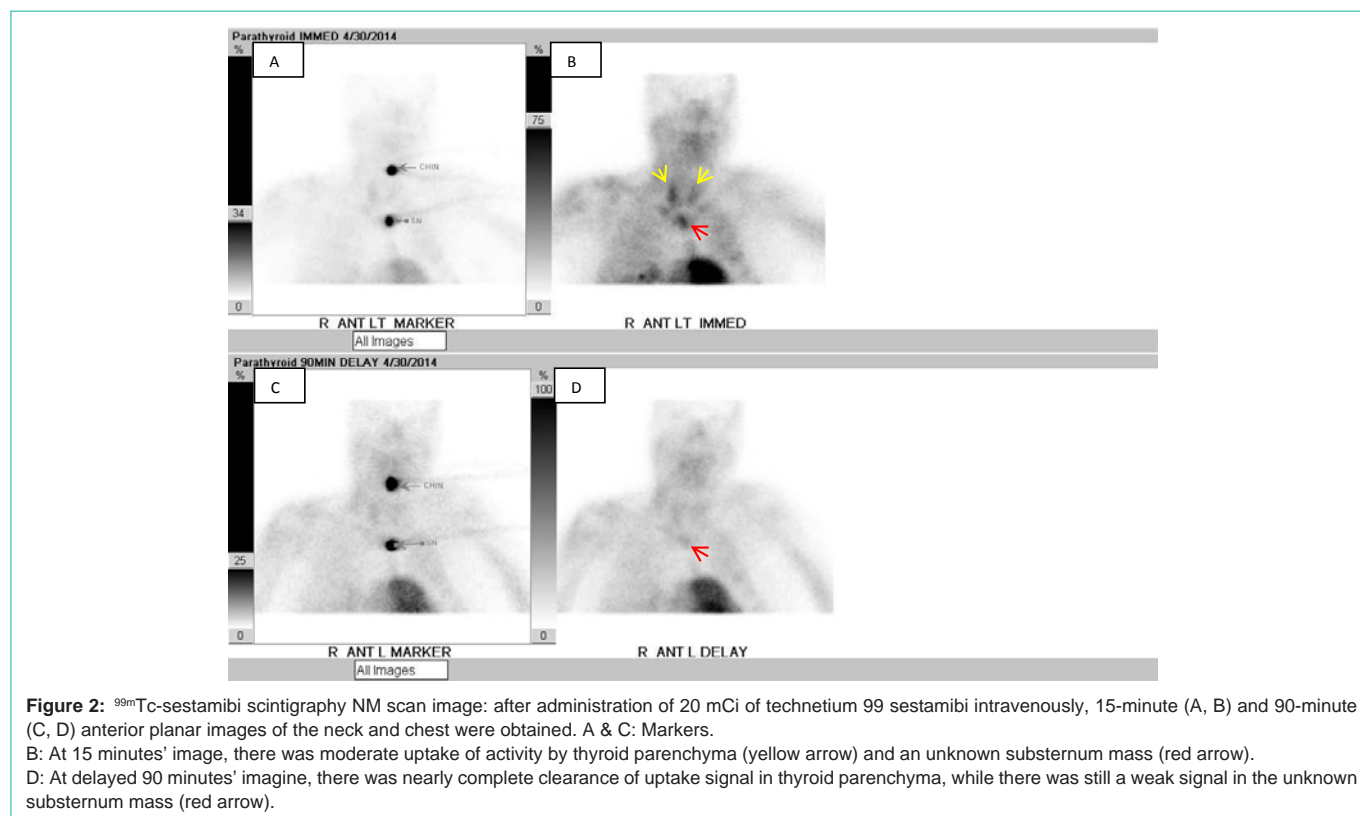 Parathyroid IMMED 4/30/2014
%
A
34
0
CHIN
SN
R ANT LT MARKER
All Images
%
B
75
0
R ANT LT IMMED
Parathyroid 90MIN DELAY 4/30/2014
%
C
25
0
CHIN
SN
R ANT L MARKER
All Images
%
100
D
0
R ANT L DELAY
Figure 2: 99mTc-sestamibi scintigraphy NM scan image: after administration of 20 mCi of technetium 99 sestamibi intravenously, 15-minute (A, B) and 90-minute
(C, D) anterior planar images of the neck and chest were obtained. A & C: Markers.
B: At 15 minutes’ image, there was moderate uptake of activity by thyroid parenchyma (yellow arrow) and an unknown substernum mass (red arrow).
D: At delayed 90 minutes’ imagine, there was nearly complete clearance of uptake signal in thyroid parenchyma, while there was still a weak signal in the unknown
substernum mass (red arrow).